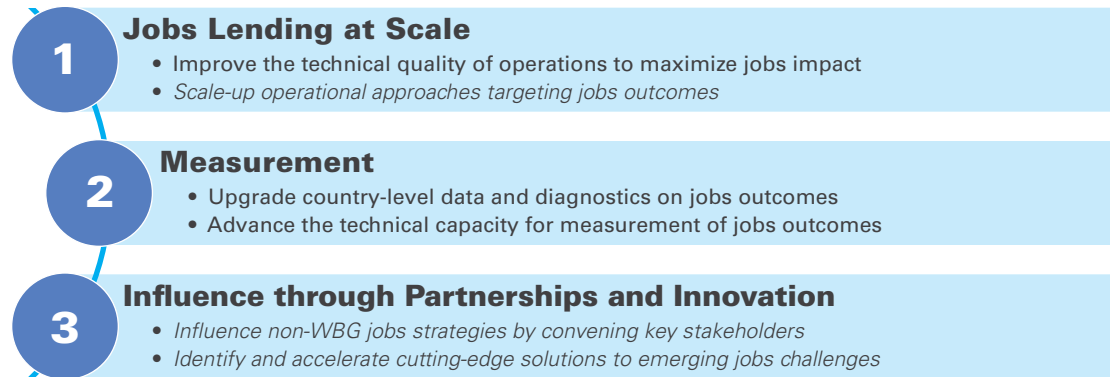 1
Jobs Lending at Scale
• Improve the technical quality of operations to maximize jobs impact
• Scale-up operational approaches targeting jobs outcomes
2
Measurement
• Upgrade country-level data and diagnostics on jobs outcomes
• Advance the technical capacity for measurement of jobs outcomes
3
Influence through Partnerships and Innovation
• Influence non-WBG jobs strategies by convening key stakeholders
• Identify and accelerate cutting-edge solutions to emerging jobs challenges